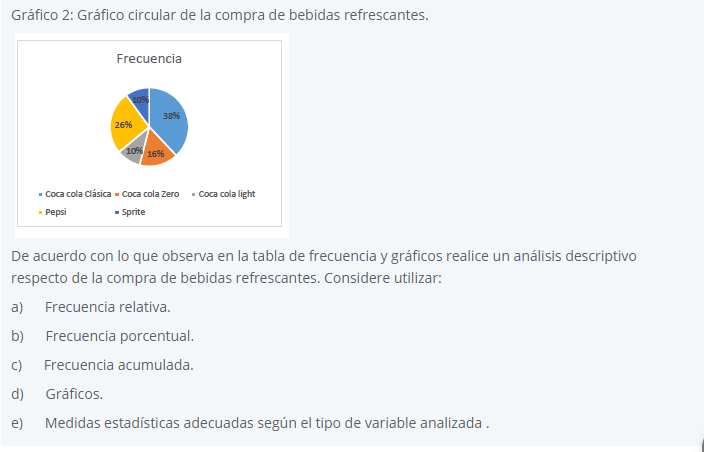 Gráfico 2: Gráfico circular de la compra de bebidas refrescantes.
Frecuencia
10%
38%
26%
10%
16%
Coca cola Clásica Coca cola Zero Coca cola light
Pepsi Sprite
De acuerdo con lo que observa en la tabla de frecuencia y gráficos realice un análisis descriptivo
respecto de la compra de bebidas refrescantes. Considere utilizar:
a) Frecuencia relativa.
b) Frecuencia porcentual.
c) Frecuencia acumulada.
d) Gráficos.
e) Medidas estadísticas adecuadas según el tipo de variable analizada .